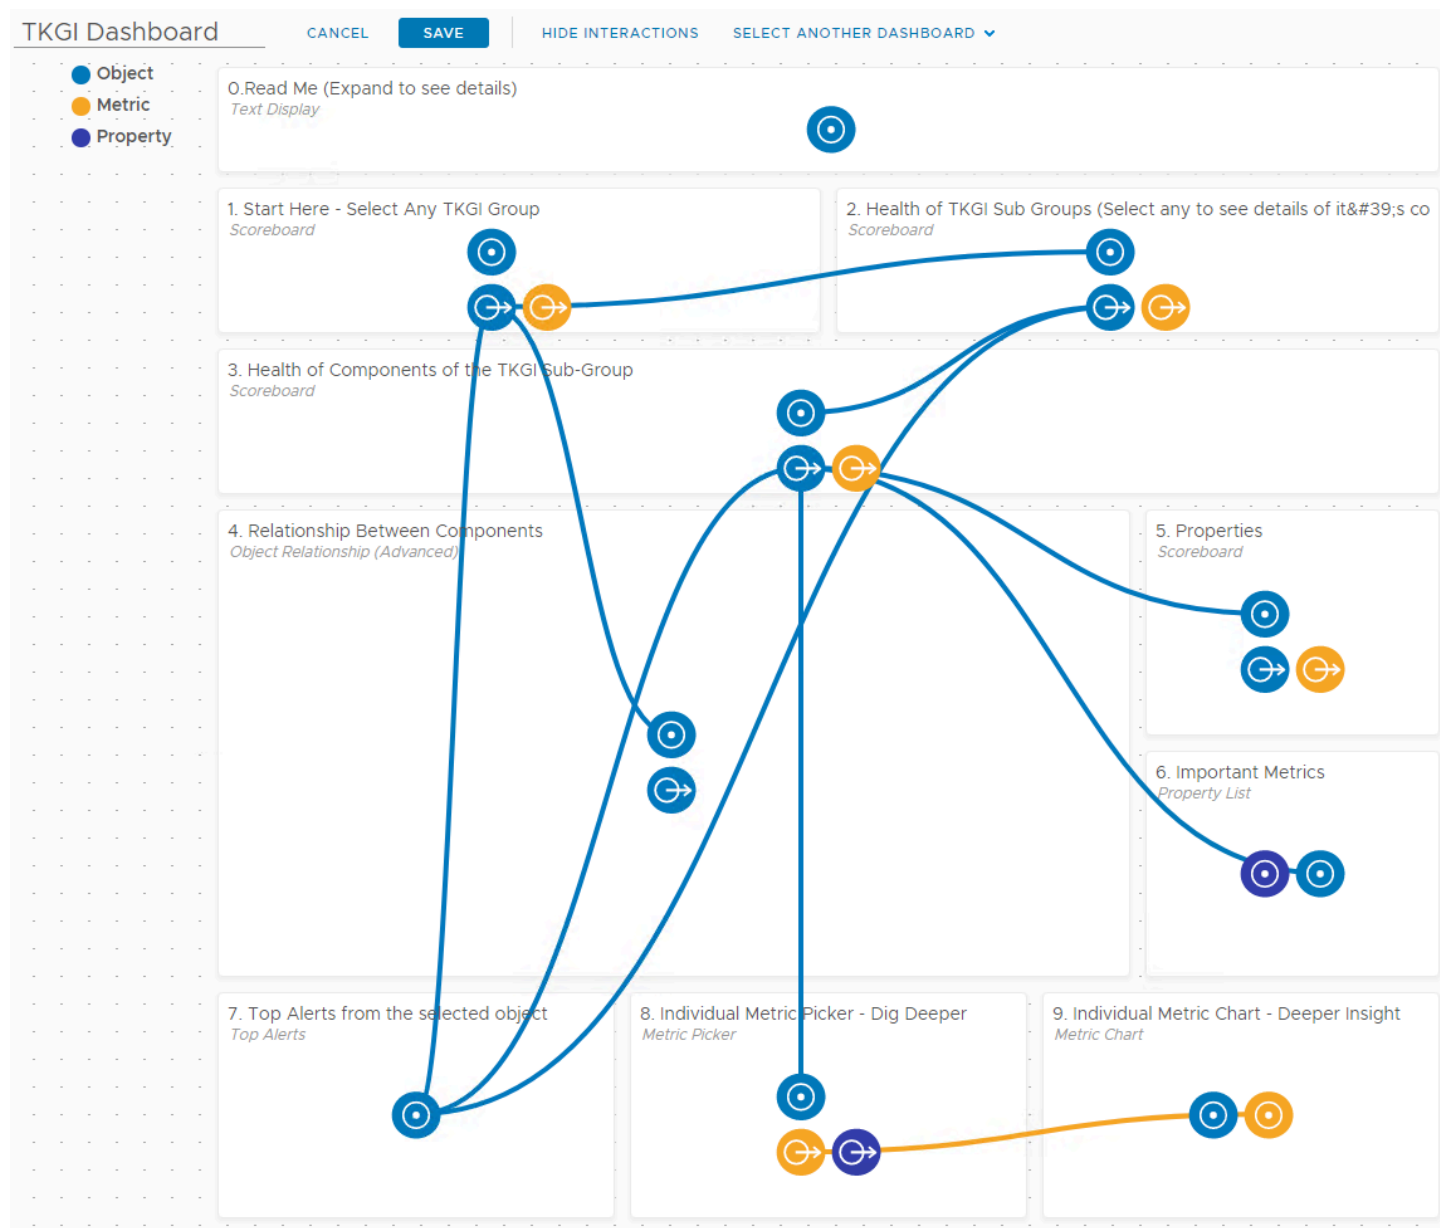 TKGI Dashboard
CANCEL
SAVE
HIDE INTERACTIONS
SELECT ANOTHER DASHBOARD
Object
Metric
Property
0.Read Me (Expand to see details)
Text Display
1. Start Here - Select Any TKGI Group
Scoreboard
2. Health of TKGI Sub Groups (Select any to see details of it&#39;s co
Scoreboard
3. Health of Components of the TKGI Sub-Group
Scoreboard
4. Relationship Between Components
Object Relationship (Advanced)
5. Properties
Scoreboard
6. Important Metrics
Property List
7. Top Alerts from the selected object
Top Alerts
8. Individual Metric Picker - Dig Deeper
Metric Picker
9. Individual Metric Chart - Deeper Insight
Metric Chart